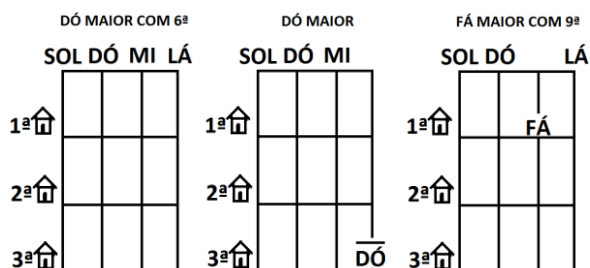 DÓ MAIOR COM 6ª
SOL DÓ MI LÁ
1ª
2ª
3ª
DÓ MAIOR
SOL DÓ MI
1ª
2ª
3ª
DÓ
FÁ MAIOR COM 9ª
SOL DÓ LÁ
1ª
FÁ
2ª
3ª